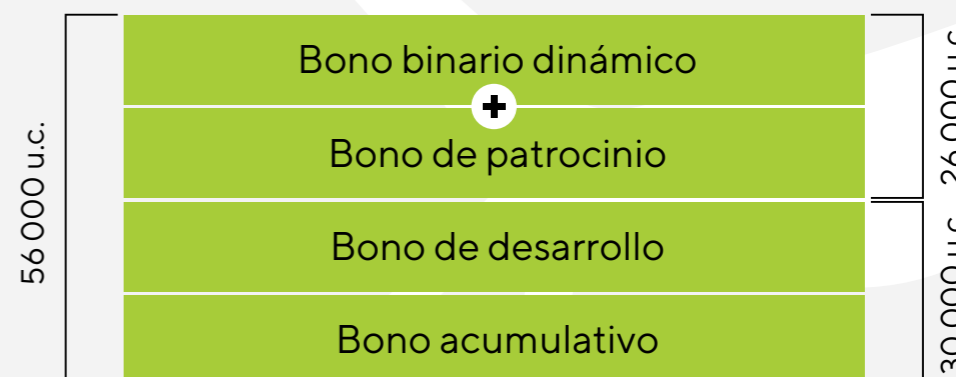 56 000 u.c.
Bono binario dinámico
+
Bono de patrocinio
Bono de desarrollo
Bono acumulativo
26 000 u.c.
30 000 u.c.